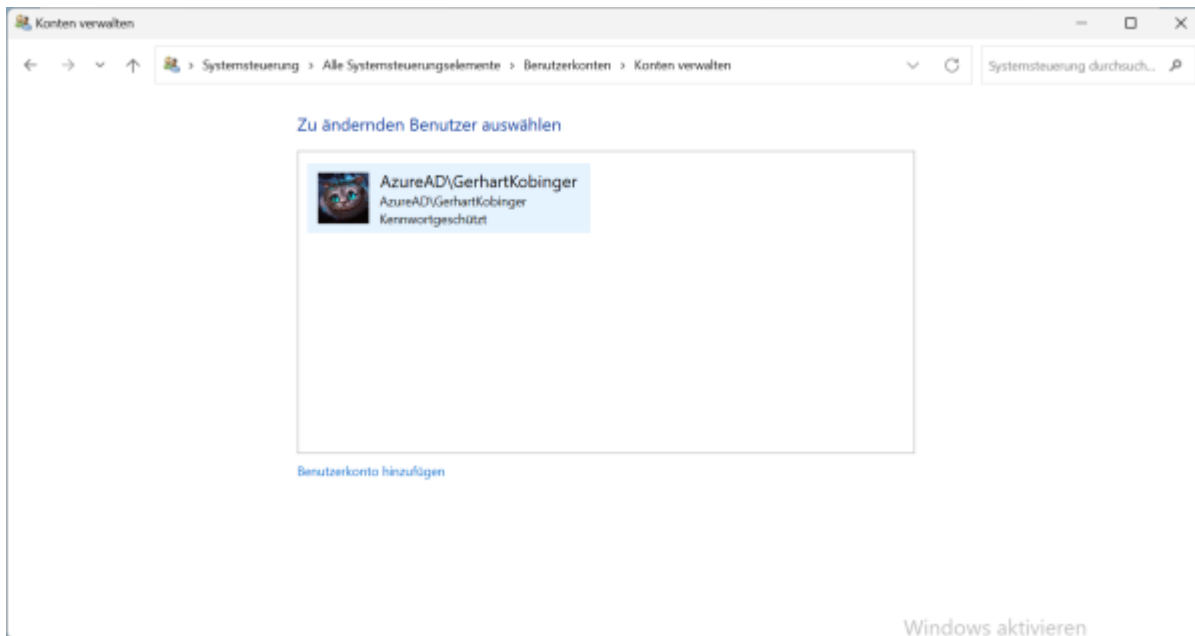 Konten verwalten
Systemsteuerung > Alle Systemsteuerungselemente > Benutzerkonten > Konten verwalten
Systemsteuerung durchsuch...
Zu ändernden Benutzer auswählen
AzureAD\GerhartKobinger
AzureAD\GerhartKobinger
Kennwortgeschützt
Benutzerkonto hinzufügen
Windows aktivieren